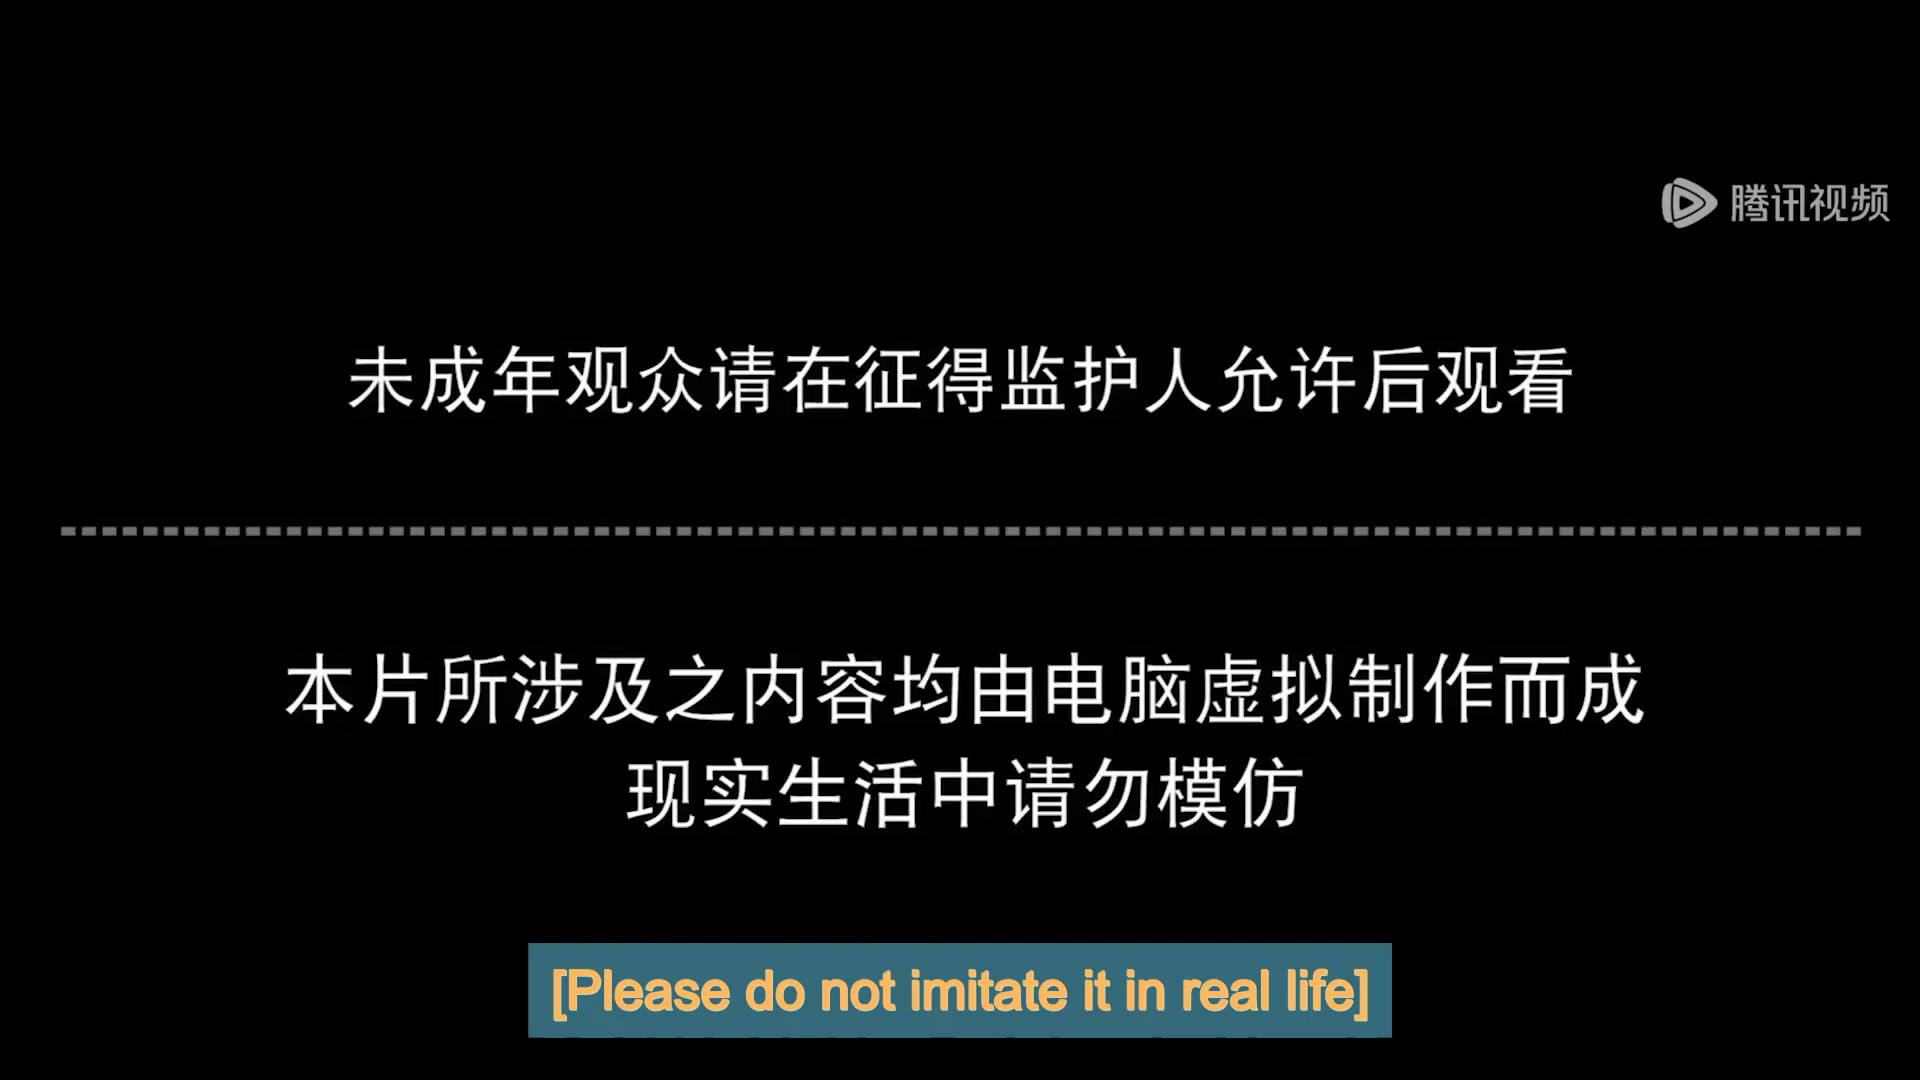 腾讯视频
未成年观众请在征得监护人允许后观看
本片所涉及之内容均由电脑虚拟制作而成
现实生活中请勿模仿
[Please do not imitate it in real life]